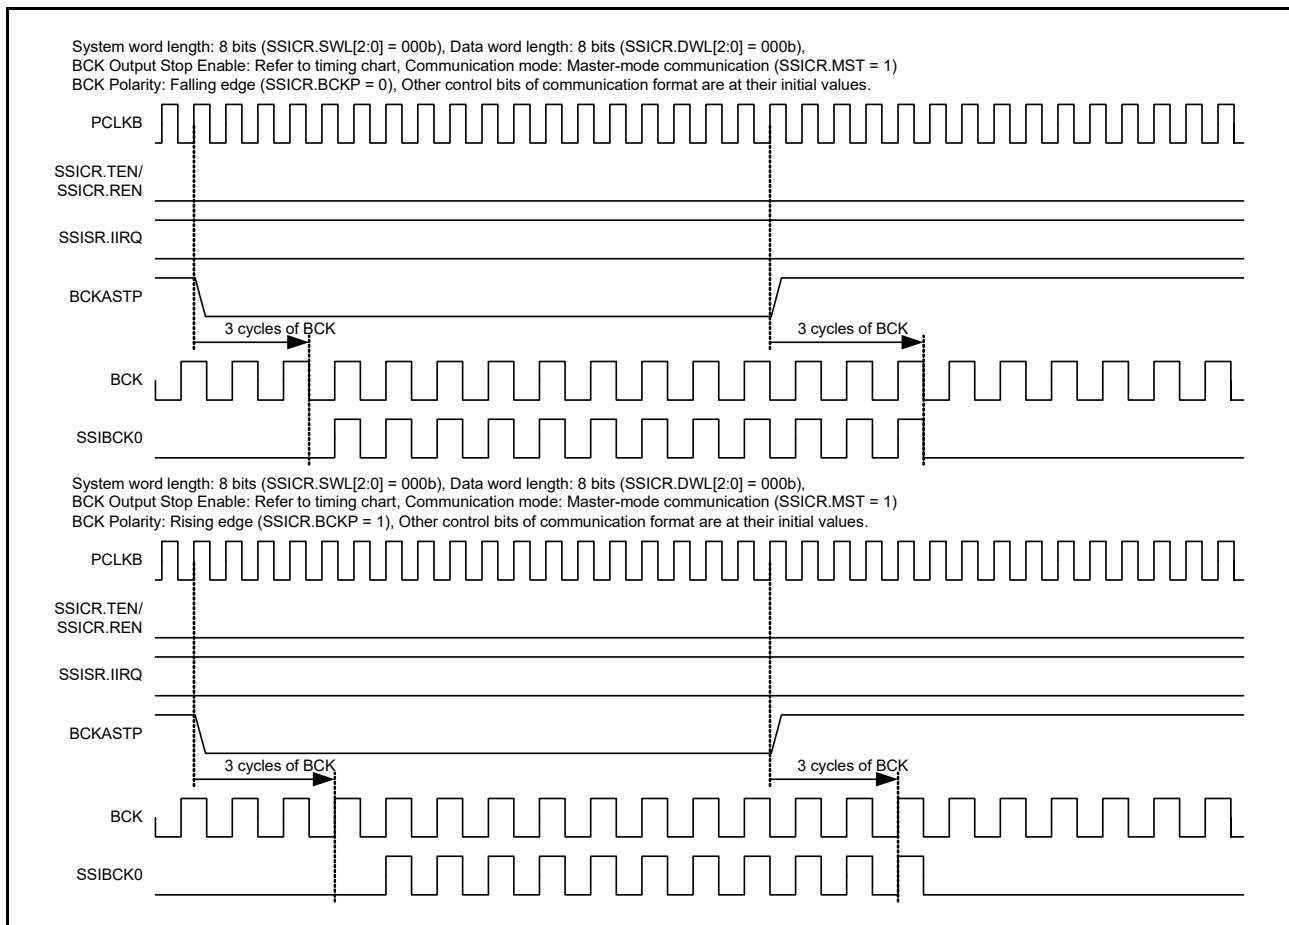 System word length: 8 bits (SSICR.SWL[2:0] = 000b), Data word length: 8 bits (SSICR.DWL[2:0] = 000b),
BCK Output Stop Enable: Refer to timing chart, Communication mode: Master-mode communication (SSICR.MST = 1)
BCK Polarity: Falling edge (SSICR.BCKP = 0), Other control bits of communication format are at their initial values.
PCLKB
SSICR.TEN/
SSICR.REN
SSISR.IIRQ
BCKASTP
3 cycles of BCK
3 cycles of BCK
BCK
SSIBCK0
System word length: 8 bits (SSICR.SWL[2:0] = 000b), Data word length: 8 bits (SSICR.DWL[2:0] = 000b),
BCK Output Stop Enable: Refer to timing chart, Communication mode: Master-mode communication (SSICR.MST = 1)
BCK Polarity: Rising edge (SSICR.BCKP = 1), Other control bits of communication format are at their initial values.
PCLKB
SSICR.TEN/
SSICR.REN
SSISR.IIRQ
BCKASTP
3 cycles of BCK
3 cycles of BCK
BCK
SSIBCK0